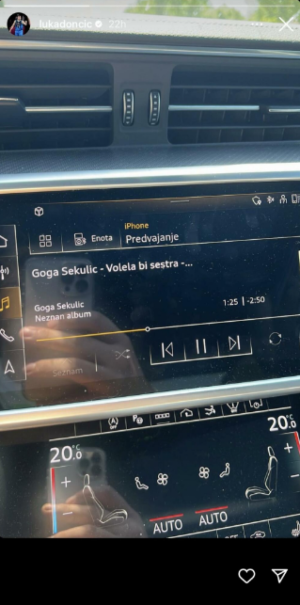 lukadoncic 22h
iPhone
Enota Predvajanje
Goga Sekulic - Volela bi sestra -...
Goga Sekulic
Neznan album
1:25 | -2:50
Seznam
20.0°C
20.0°C
AUTO AUTO